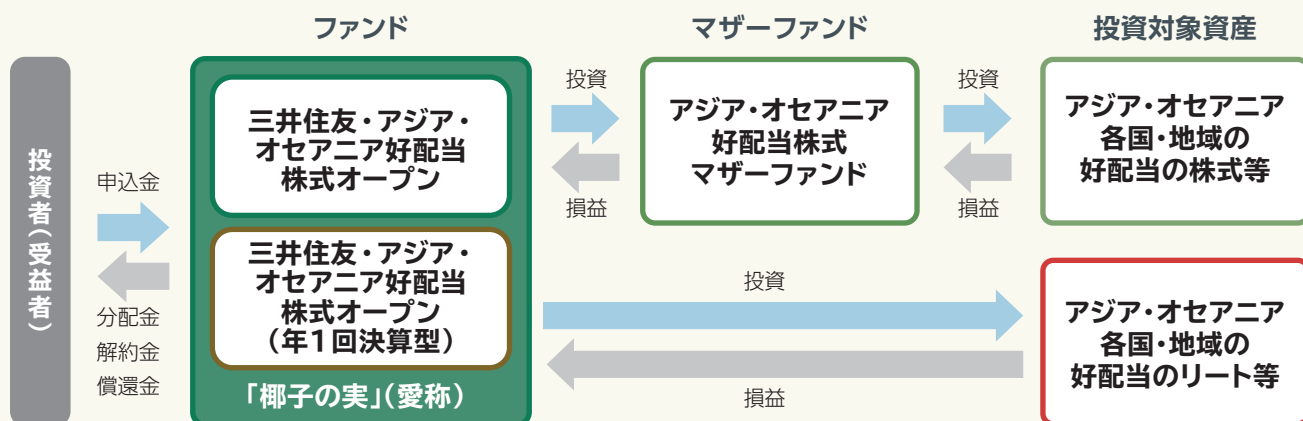 ファンド
マザーファンド
投資対象資産
投資者（受益者）
申込金
分配金
解約金
償還金
三井住友・アジア・
オセアニア好配当
株式オープン
三井住友・アジア・
オセアニア好配当
株式オープン
（年1回決算型）
「椰子の実」（愛称）
投資
損益
アジア・オセアニア
好配当株式
マザーファンド
投資
損益
アジア・オセアニア
各国・地域の
好配当の株式等
投資
損益
アジア・オセアニア
各国・地域の
好配当のリート等